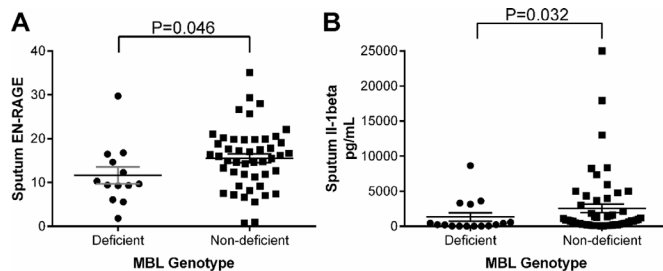 A
P=0.046
Sputum EN-RAGE
40
30
20
10
0
Deficient
Non-deficient
MBL Genotype
B
P=0.032
Sputum Il-1beta
pg/mL
25000
20000
15000
10000
5000
0
Deficient
Non-deficient
MBL Genotype